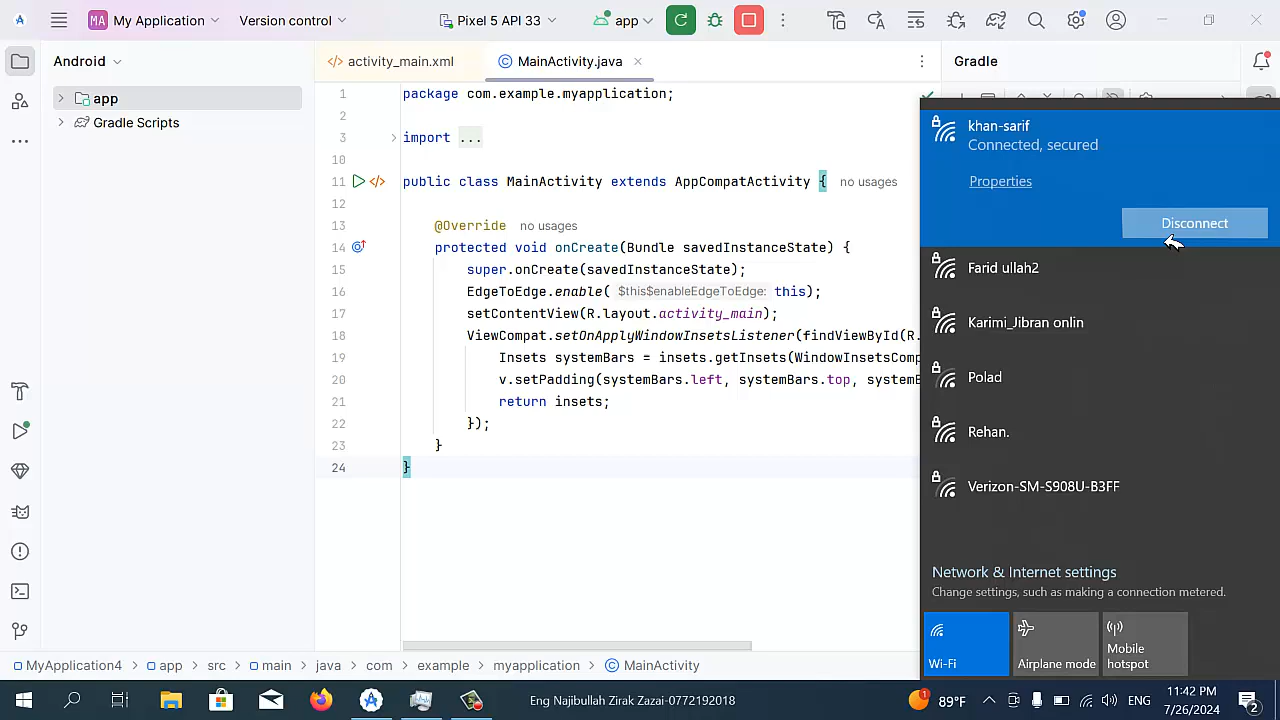 MA My Application Version control Pixel 5 API 33 app
Android
activity_main.xml
MainActivity.java
Gradle
app
Gradle Scripts
1 package com.example.myapplication;
3 import ...
10
11 public class MainActivity extends AppCompatActivity { no usages
12
13 @Override no usages
14 protected void onCreate(Bundle savedInstanceState) {
15 super.onCreate(savedInstanceState);
16 EdgeToEdge.enable( $this$enableEdgeToEdge: this);
17 setContentView(R.layout.activity_main);
18 ViewCompat.setOnApplyWindowInsetsListener(findViewById(R.
19 Insets systemBars = insets.getInsets(WindowInsetsComp
20 v.setPadding(systemBars.left, systemBars.top, systemB
21 return insets;
22 });
23 }
24 }
khan-sarif
Connected, secured
Properties
Disconnect
Farid ullah2
Karimi_Jibran onlin
Polad
Rehan.
Verizon-SM-S908U-B3FF
Network & Internet settings
Change settings, such as making a connection metered.
Wi-Fi
Airplane mode
Mobile
hotspot
MyApplication4 app src main java com example myapplication MainActivity
Eng Najibullah Zirak Zazai-0772192018
1
89°F
ENG
11:42 PM
7/26/2024
2